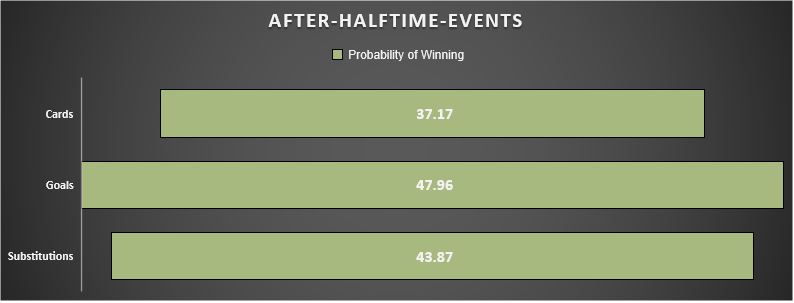 AFTER-HALFTIME-EVENTS
Probability of Winning
Cards
37.17
Goals
47.96
Substitutions
43.87